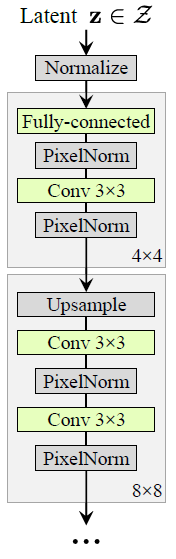 Latent z ∈ 𝒵
Normalize
Fully-connected
PixelNorm
Conv 3×3
PixelNorm
4×4
Upsample
Conv 3×3
PixelNorm
Conv 3×3
PixelNorm
8×8
...